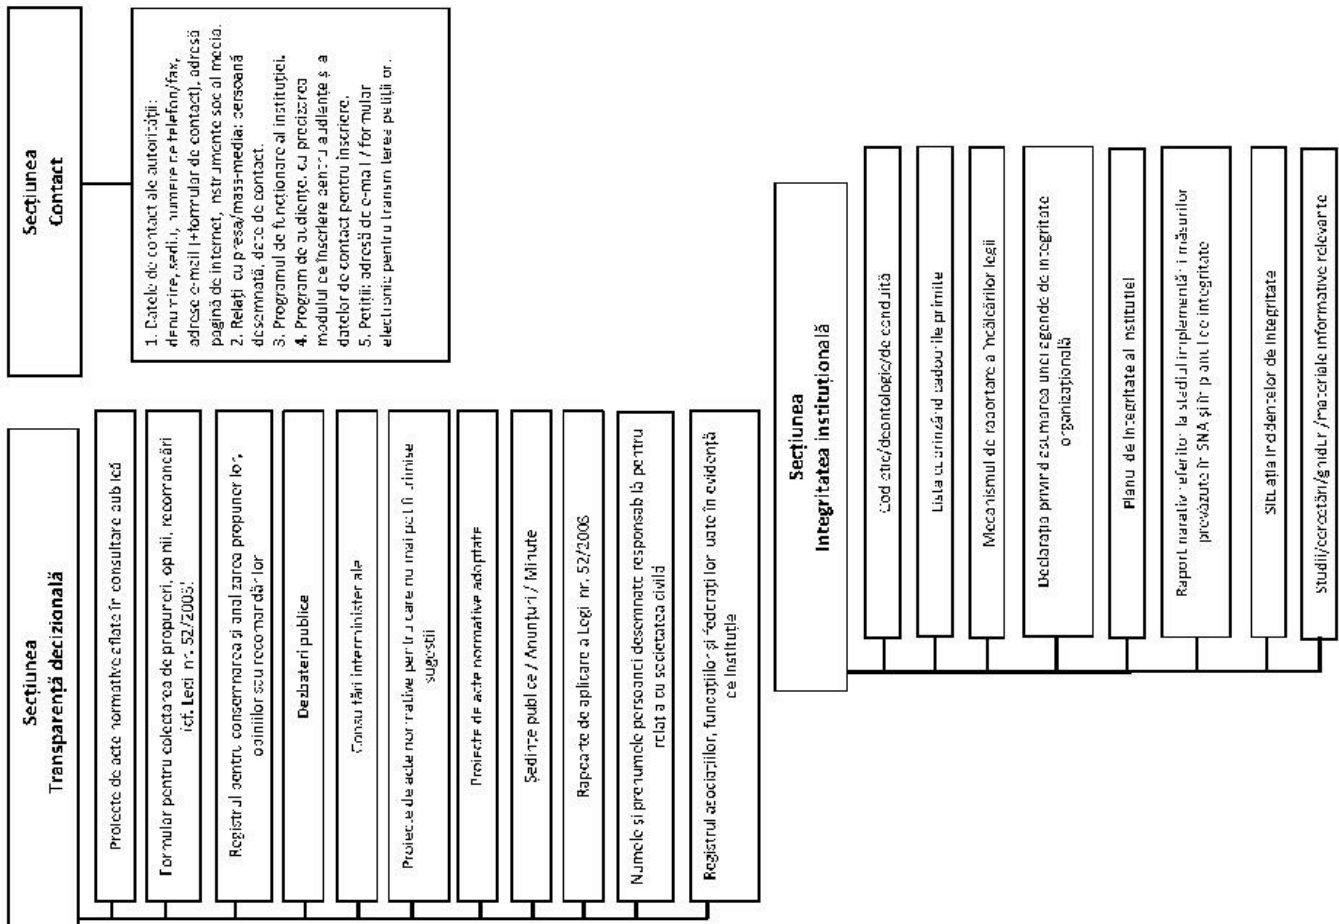 Secțiunea
Transparență decizională
Proiecte de acte normative aflate în consultare publică
Formular pentru colectarea de propuneri, opinii, recomandări
(cf. Legii nr. 52/2003)
Registrul pentru consemnarea și analizarea propunerilor,
opiniilor sau recomandărilor
Dezbateri publice
Consultări interministeriale
Proiecte de acte normative pentru care nu mai pot fi trimise
sugestii
Proiecte de acte normative adoptate
Ședințe publice / Anunțuri / Minute
Rapoarte de aplicare a Legii nr. 52/2003
Numele și prenumele persoanei desemnate responsabilă pentru
relația cu societatea civilă
Registrul asociațiilor, fundațiilor și federațiilor luate în evidență
de instituție
Secțiunea
Contact
1. Datele de contact ale autorității:
denumire, sediu, numere de telefon/fax,
adrese e-mail (+formular de contact), adresă
pagină de internet, instrumente social media.
2. Relații cu presa/mass-media: persoană
desemnată, date de contact.
3. Programul de funcționare al instituției.
4. Program de audiențe, cu precizarea
modului de înscriere pentru audiențe și a
datelor de contact pentru înscriere.
5. Petiții: adresă de e-mail / formular
electronic pentru transmiterea petițiilor.
Secțiunea
Integritatea instituțională
Cod etic/deontologic/de conduită
Lista cuprinzând cadourile primite
Mecanismul de raportare a încălcărilor legii
Declarația privind asumarea unei agende de integritate
organizațională
Planul de integritate al instituției
Raport narativ referitor la stadiul implementării măsurilor
prevăzute în SNA și în planul de integritate
Situația incidentelor de integritate
Studii/cercetări/ghiduri /materiale informative relevante